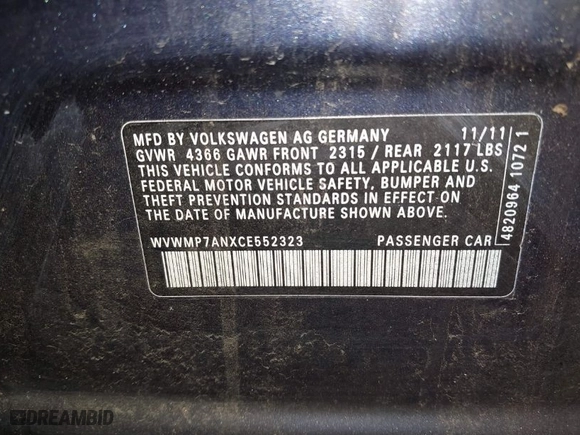 MFD BY VOLKSWAGEN AG GERMANY 11/11
GVWR 4366 GAWR FRONT 2315 / REAR 2117 LBS
THIS VEHICLE CONFORMS TO ALL APPLICABLE U.S.
FEDERAL MOTOR VEHICLE SAFETY, BUMPER AND
THEFT PREVENTION STANDARDS IN EFFECT ON
THE DATE OF MANUFACTURE SHOWN ABOVE.
WVWMP7ANXCE552323 PASSENGER CAR
4820964 10721
DREAMBID